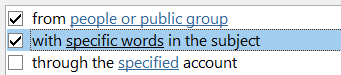 from people or public group
with specific words in the subject
through the specified account